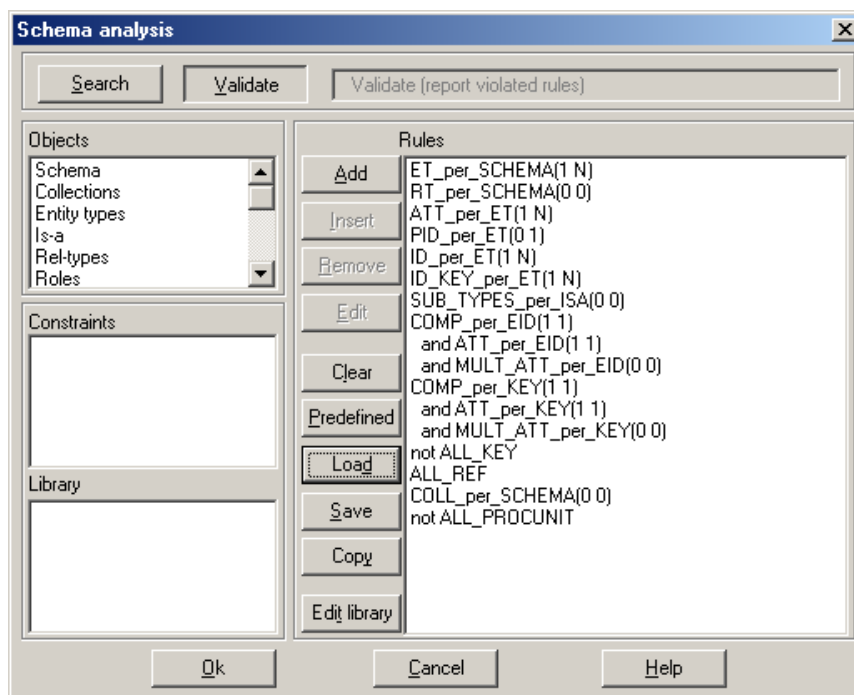 Schema analysis
Search
Validate
Validate (report violated rules)
Objects
Schema
Collections
Entity types
Is-a
Rel-types
Roles
Constraints
Library
Add
Insert
Remove
Edit
Clear
Predefined
Load
Save
Copy
Edit library
Rules
ET_per_SCHEMA(1 N)
RT_per_SCHEMA(0 0)
ATT_per_ET(1 N)
PID_per_ET(0 1)
ID_per_ET(1 N)
ID_KEY_per_ET(1 N)
SUB_TYPES_per_ISA(0 0)
COMP_per_EID(1 1)
and ATT_per_EID(1 1)
and MULT_ATT_per_EID(0 0)
COMP_per_KEY(1 1)
and ATT_per_KEY(1 1)
and MULT_ATT_per_KEY(0 0)
not ALL_KEY
ALL_REF
COLL_per_SCHEMA(0 0)
not ALL_PROCUNIT
Ok
Cancel
Help